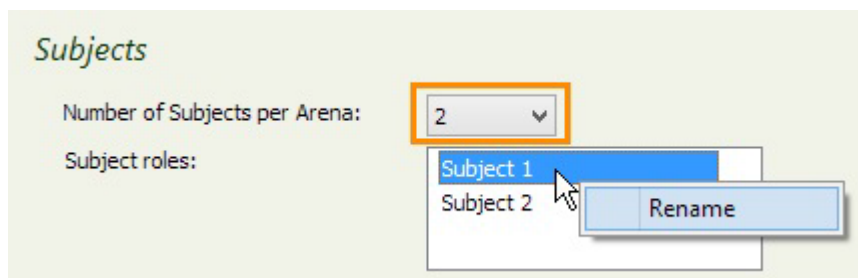 Subjects
Number of Subjects per Arena: 2
Subject roles:
Subject 1
Subject 2
Rename